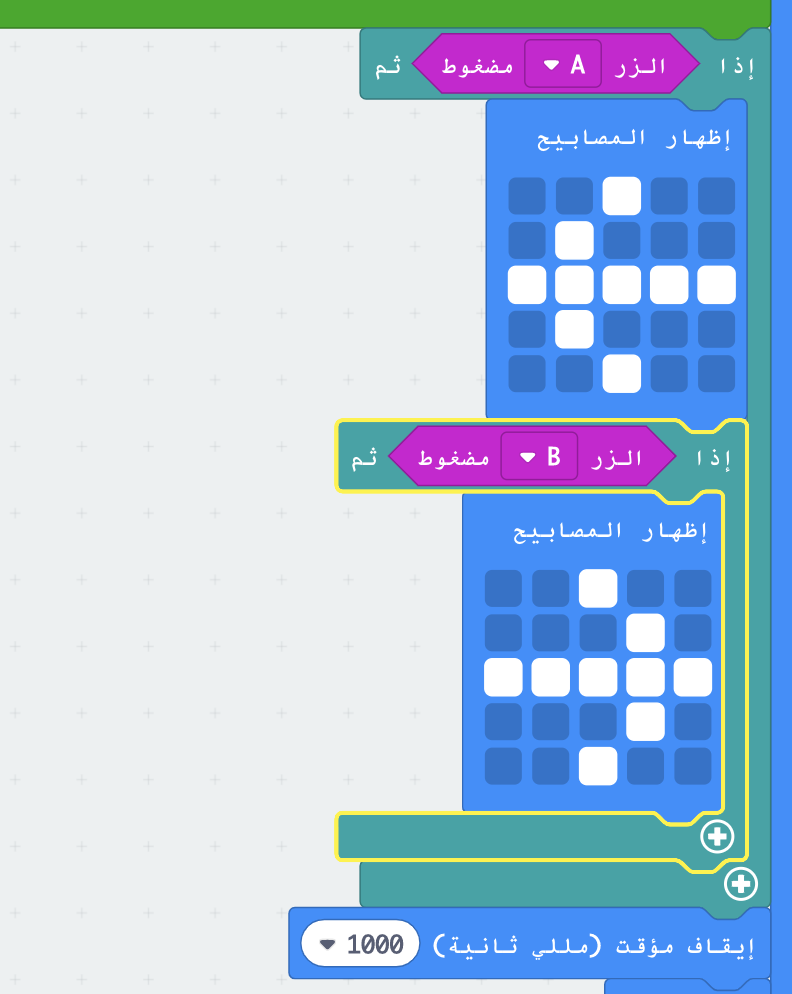 إذا الزر A مضغوط ثم
إظهار المصابيح
إذا الزر B مضغوط ثم
إظهار المصابيح
إيقاف مؤقت (مللي ثانية) 1000